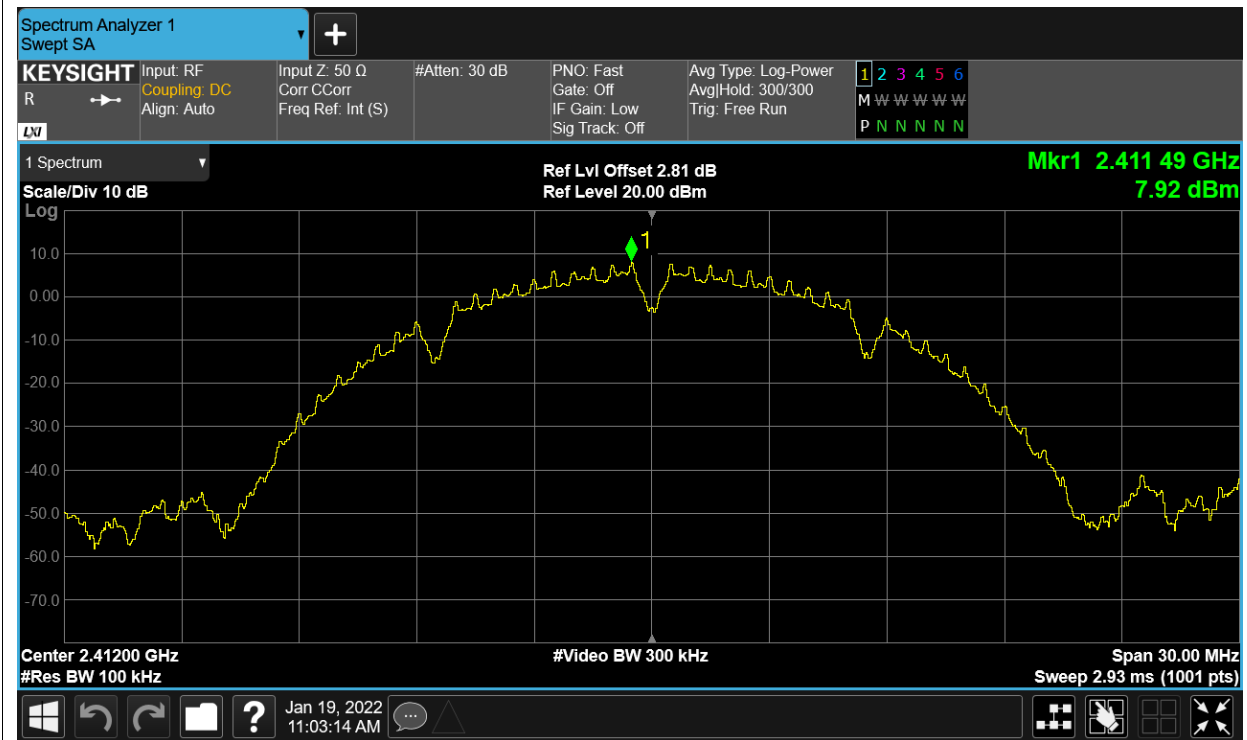 Spectrum Analyzer 1
Swept SA
KEYSIGHT
R
LXI
Input: RF
Coupling: DC
Align: Auto
Input Z: 50 Ω
Corr CCorr
Freq Ref: Int (S)
#Atten: 30 dB
PNO: Fast
Gate: Off
IF Gain: Low
Sig Track: Off
Avg Type: Log-Power
Avg|Hold: 300/300
Trig: Free Run
1 2 3 4 5 6
M W W W W W
P N N N N N
1 Spectrum
Scale/Div 10 dB
Log
Ref Lvl Offset 2.81 dB
Ref Level 20.00 dBm
Mkr1 2.411 49 GHz
7.92 dBm
1
10.0
0.00
-10.0
-20.0
-30.0
-40.0
-50.0
-60.0
-70.0
Center 2.41200 GHz
#Res BW 100 kHz
#Video BW 300 kHz
Span 30.00 MHz
Sweep 2.93 ms (1001 pts)
?
Jan 19, 2022
11:03:14 AM